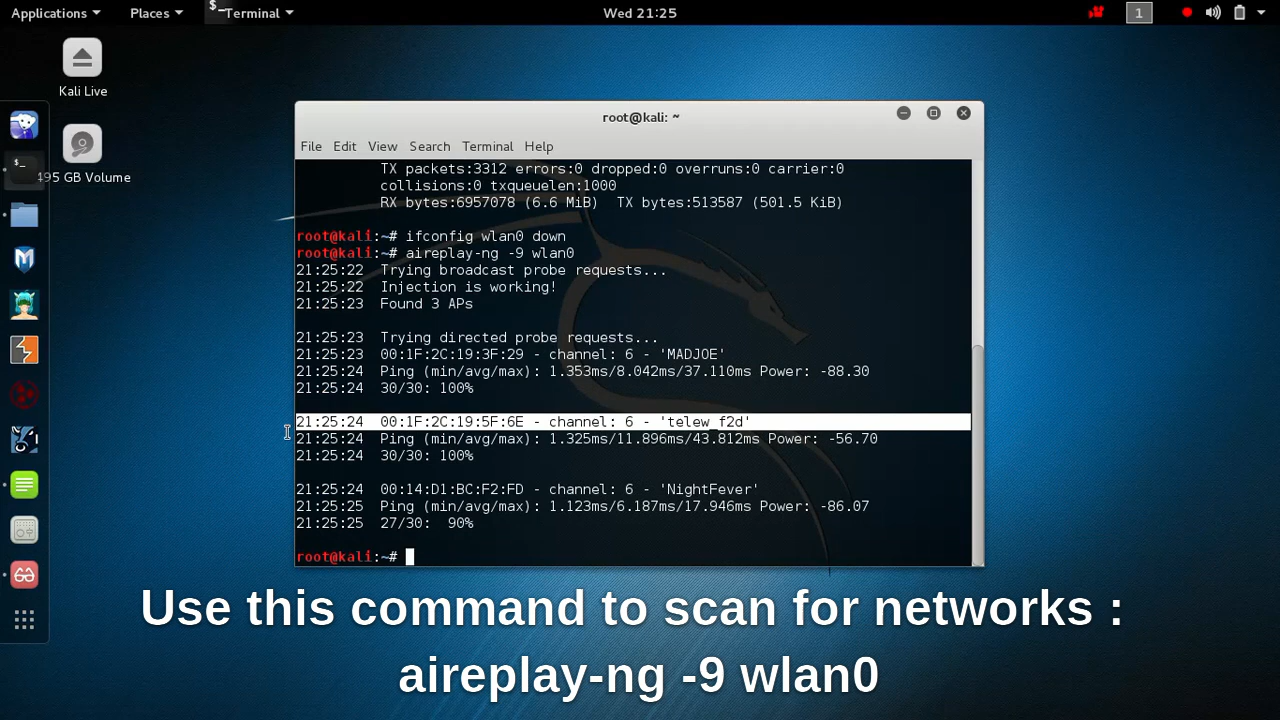 Applications Places Terminal Wed 21:25 1
Kali Live
495 GB Volume
root@kali: ~
File Edit View Search Terminal Help
TX packets:3312 errors:0 dropped:0 overruns:0 carrier:0
collisions:0 txqueuelen:1000
RX bytes:6957078 (6.6 MiB)  TX bytes:513587 (501.5 KiB)
root@kali:~# ifconfig wlan0 down
root@kali:~# aireplay-ng -9 wlan0
21:25:22  Trying broadcast probe requests...
21:25:22  Injection is working!
21:25:23  Found 3 APs
21:25:23  Trying directed probe requests...
21:25:23  00:1F:2C:19:3F:29 - channel: 6 - 'MADJOE'
21:25:24  Ping (min/avg/max): 1.353ms/8.042ms/37.110ms Power: -88.30
21:25:24  30/30: 100%
21:25:24  00:1F:2C:19:5F:6E - channel: 6 - 'telew_f2d'
21:25:24  Ping (min/avg/max): 1.325ms/11.896ms/43.812ms Power: -56.70
21:25:24  30/30: 100%
21:25:24  00:14:D1:BC:F2:FD - channel: 6 - 'NightFever'
21:25:25  Ping (min/avg/max): 1.123ms/6.187ms/17.946ms Power: -86.07
21:25:25  27/30:  90%
root@kali:~#
Use this command to scan for networks :
aireplay-ng -9 wlan0